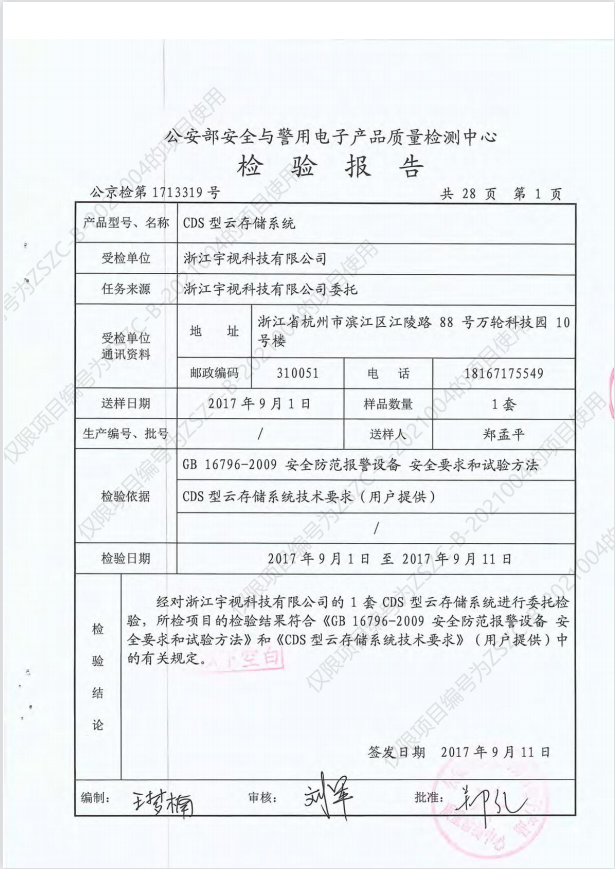 公安部安全与警用电子产品质量检测中心
检 验 报 告
公京检第 1713319 号
共 28 页 第 1 页
产品型号、名称 CDS 型云存储系统
受检单位 浙江宇视科技有限公司
任务来源 浙江宇视科技有限公司委托
受检单位
通讯资料
地 址 浙江省杭州市滨江区江陵路 88 号万轮科技园 10
号楼
邮政编码 310051 电 话 18167175549
送样日期 2017 年 9 月 1 日 样品数量 1 套
生产编号、批号 / 送样人 郑孟平
检验依据
GB 16796-2009 安全防范报警设备 安全要求和试验方法
CDS 型云存储系统技术要求（用户提供）
/
检验日期 2017 年 9 月 1 日 至 2017 年 9 月 11 日
检验结论
经对浙江宇视科技有限公司的 1 套 CDS 型云存储系统进行委托检
验，所检项目的检验结果符合《GB 16796-2009 安全防范报警设备 安
全要求和试验方法》和《CDS 型云存储系统技术要求》（用户提供）中
的有关规定。
以下空白
签发日期 2017 年 9 月 11 日
编制： 王梦楠 审核： 刘军 批准：
仅限项目编号为ZSZC-B-2021004的项目使用